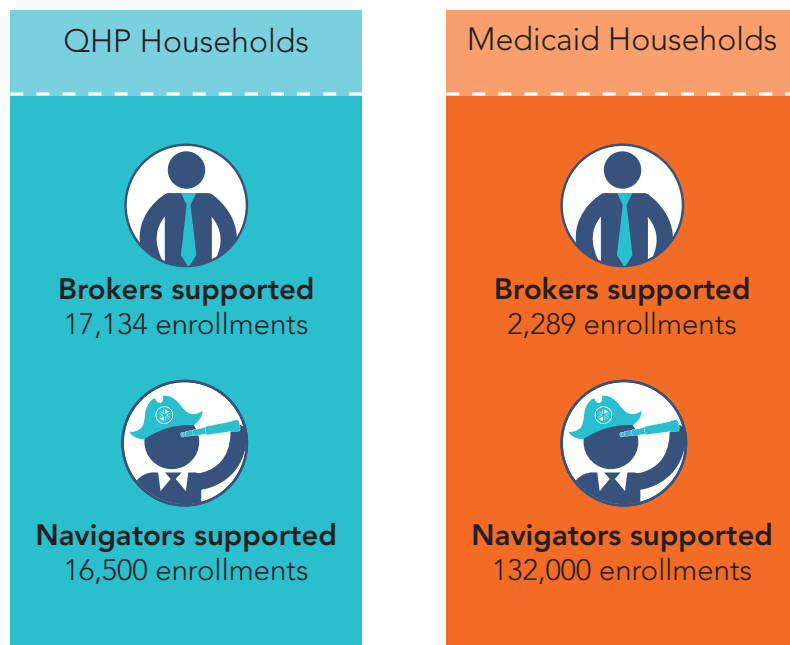 QHP Households
Brokers supported
17,134 enrollments
Navigators supported
16,500 enrollments
Medicaid Households
Brokers supported
2,289 enrollments
Navigators supported
132,000 enrollments